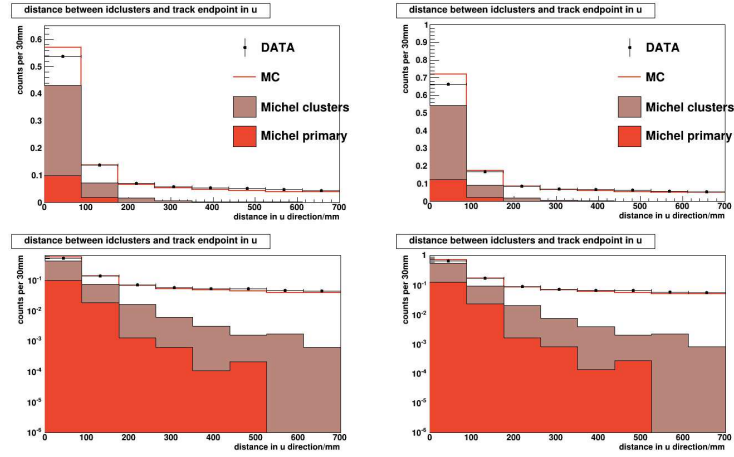 distance between idclusters and track endpoint in u
counts per 30mm
0.6
0.5
0.4
0.3
0.2
0.1
0
DATA
MC
Michel clusters
Michel primary
0 100 200 300 400 500 600 700
distance in u direction/mm
distance between idclusters and track endpoint in u
counts per 30mm
1
0.9
0.8
0.7
0.6
0.5
0.4
0.3
0.2
0.1
0
DATA
MC
Michel clusters
Michel primary
0 100 200 300 400 500 600 700
distance in u direction/mm
distance between idclusters and track endpoint in u
counts per 30mm
10-1
10-2
10-3
10-4
10-5
10-6
0 100 200 300 400 500 600 700
distance in u direction/mm
distance between idclusters and track endpoint in u
counts per 30mm
1
10-1
10-2
10-3
10-4
10-5
10-6
0 100 200 300 400 500 600 700
distance in u direction/mm